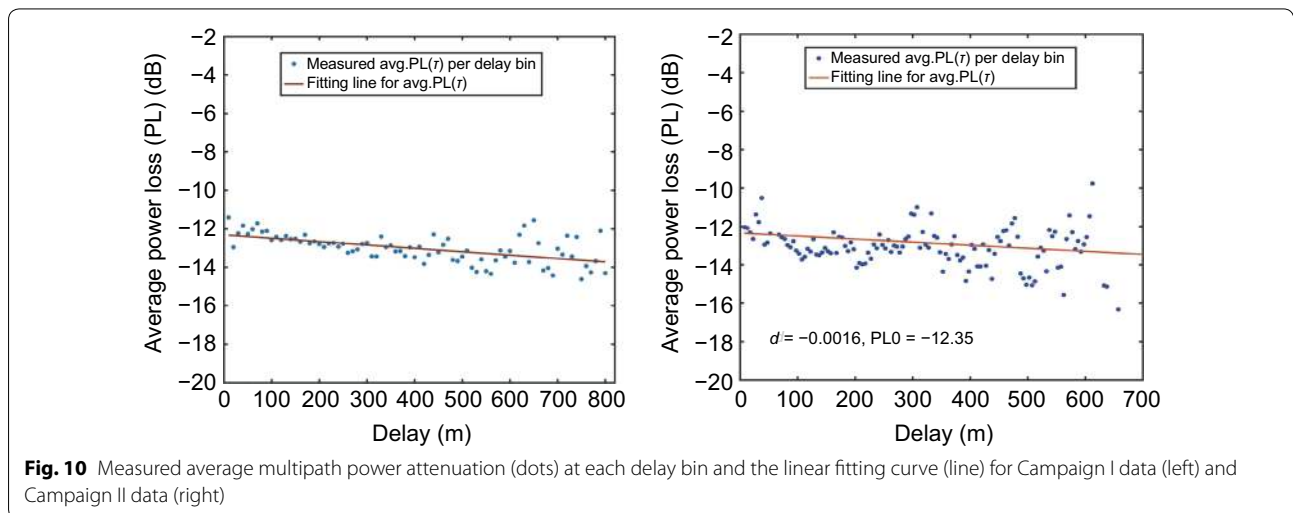 −2
−4
−6
−8
−10
−12
−14
−16
−18
−20
Average power loss (PL) (dB)
Measured avg.PL(τ) per delay bin
Fitting line for avg.PL(τ)
0 100 200 300 400 500 600 700 800
Delay (m)
−2
−4
−6
−8
−10
−12
−14
−16
−18
−20
Average power loss (PL) (dB)
Measured avg.PL(τ) per delay bin
Fitting line for avg.PL(τ)
d = −0.0016, PL0 = −12.35
0 100 200 300 400 500 600 700
Delay (m)
Fig. 10 Measured average multipath power attenuation (dots) at each delay bin and the linear fitting curve (line) for Campaign I data (left) and
Campaign II data (right)